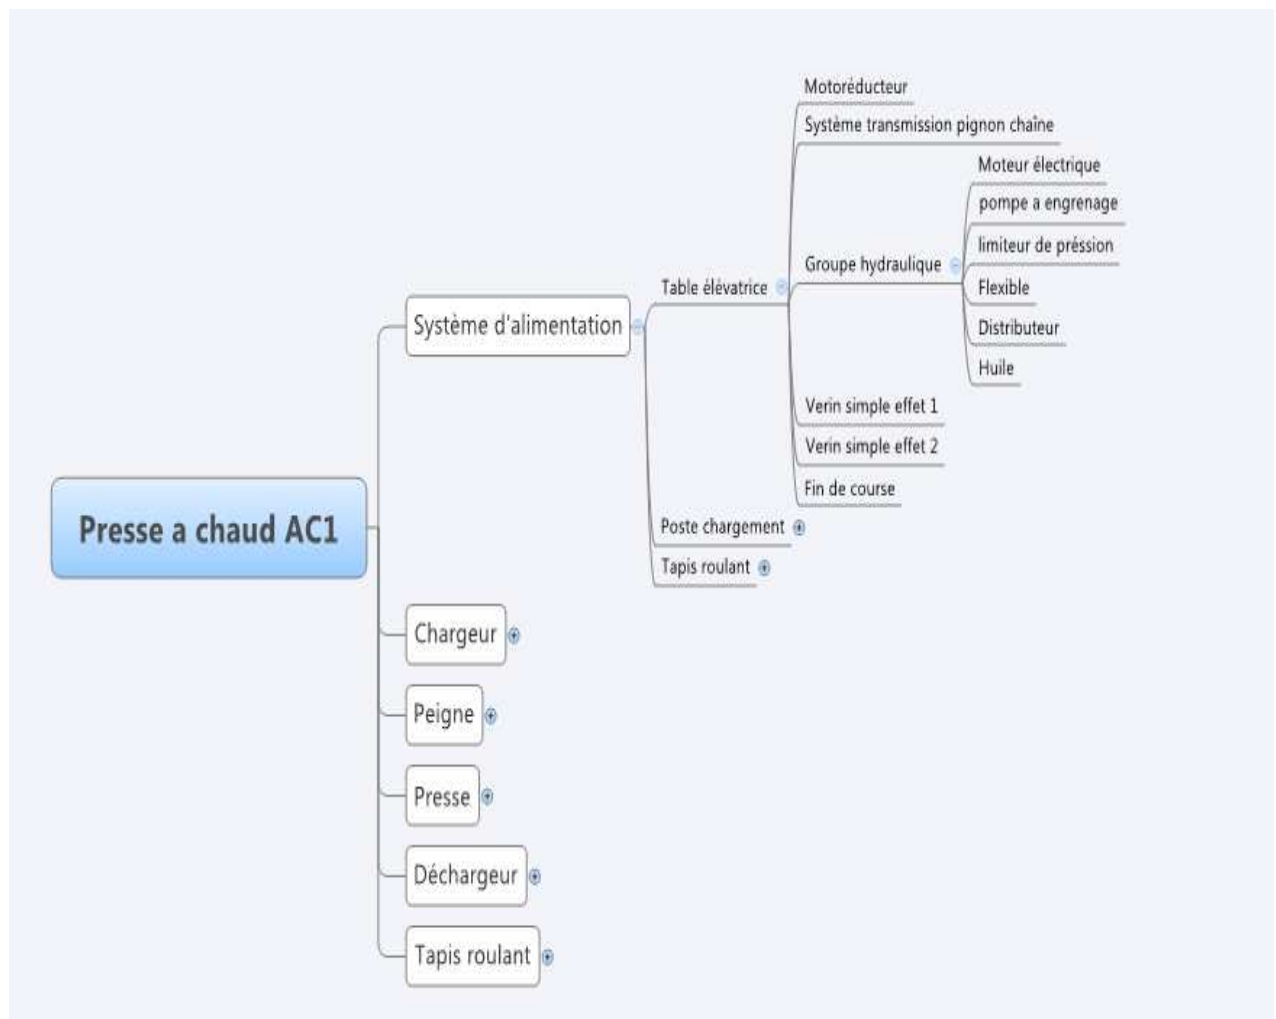 Motoréducteur
Système transmission pignon chaîne
Moteur électrique
pompe a engrenage
limiteur de préssion
Groupe hydraulique
Flexible
Table élévatrice
Distributeur
Système d'alimentation
Huile
Verin simple effet 1
Verin simple effet 2
Fin de course
Poste chargement
Presse a chaud AC1
Tapis roulant
Chargeur
Peigne
Presse
Déchargeur
Tapis roulant